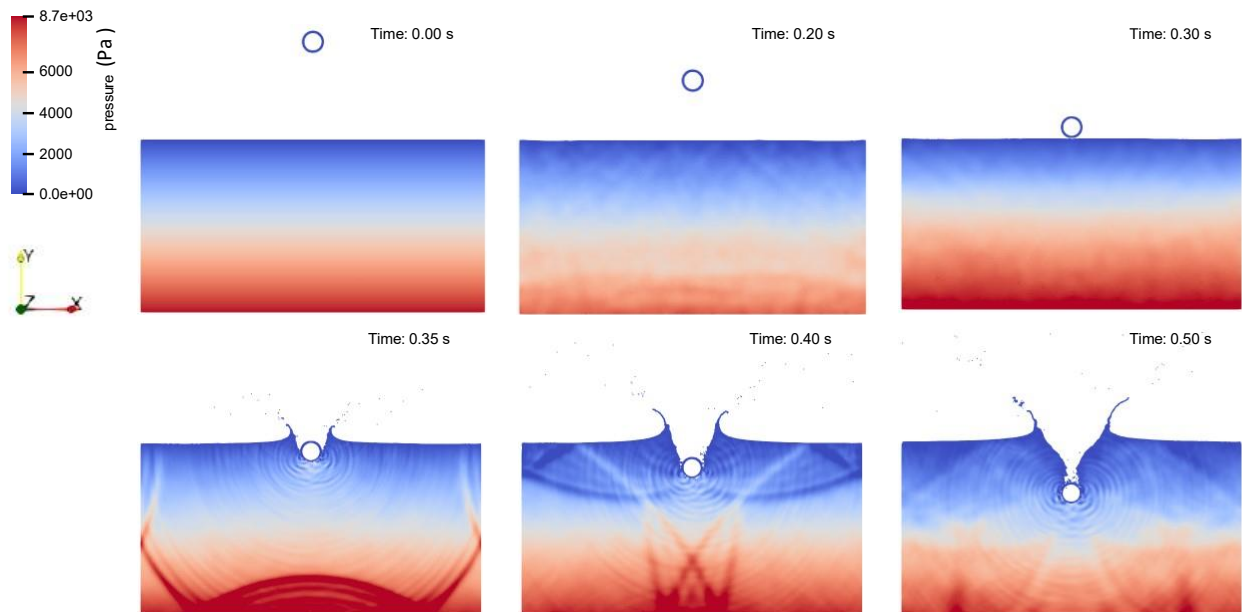 8.7e+03
6000
4000
2000
0.0e+00
pressure (Pa)
Y
Z
X
Time: 0.00 s
Time: 0.20 s
Time: 0.30 s
Time: 0.35 s
Time: 0.40 s
Time: 0.50 s